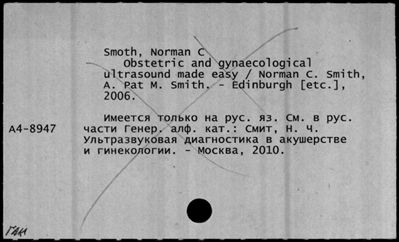 Smoth, Norman C
Obstetric and gynaecological
ultrasound made easy / Norman C. Smith,
A. Pat M. Smith. - Edinburgh [etc.],
2006.
Имеется только на рус. яз. См. в рус.
А4-8947 части Генер. алф. кат.: Смит, Н. Ч.
Ультразвуковая диагностика в акушерстве
и гинекологии. - Москва, 2010.